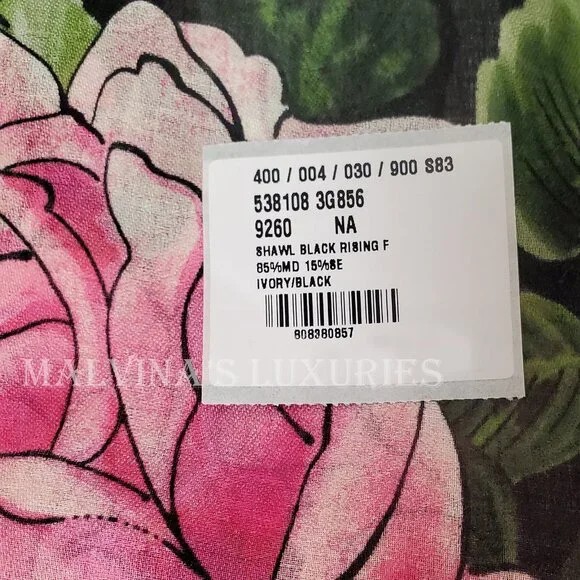 400 / 004 / 030 / 900 S83
538108 3G856
9260 NA
SHAWL BLACK RISING F
85%MD 15%SE
IVORY/BLACK
808380857
MALVINA'S LUXURIES